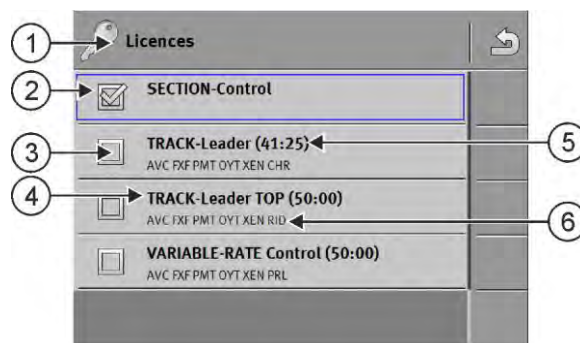 1
Licences
2
SECTION-Control
3
TRACK-Leader (41:25)
5
AVC FXF PMT OYT XEN CHR
4
TRACK-Leader TOP (50:00)
AVC FXF PMT OYT XEN RID
6
VARIABLE-RATE Control (50:00)
AVC FXF PMT OYT XEN PRL